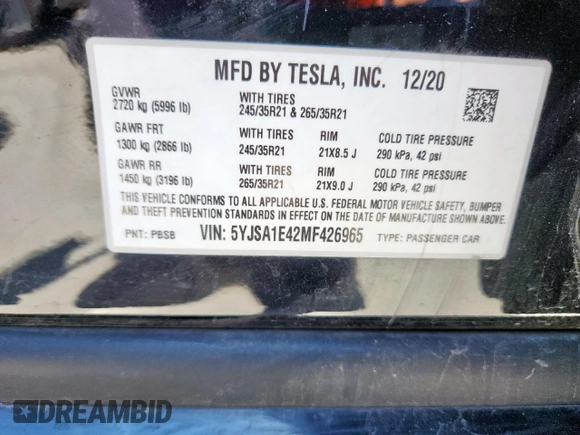 MFD BY TESLA, INC. 12/20
GVWR
2720 kg (5996 lb)
WITH TIRES
245/35R21 & 265/35R21
GAWR FRT
1300 kg (2866 lb)
WITH TIRES
245/35R21
RIM
21X8.5 J
COLD TIRE PRESSURE
290 kPa, 42 psi
GAWR RR
1450 kg (3196 lb)
WITH TIRES
265/35R21
RIM
21X9.0 J
COLD TIRE PRESSURE
290 kPa, 42 psi
THIS VEHICLE CONFORMS TO ALL APPLICABLE U.S. FEDERAL MOTOR VEHICLE SAFETY, BUMPER
AND THEFT PREVENTION STANDARDS IN EFFECT ON THE DATE OF MANUFACTURE SHOWN ABOVE.
PNT: PBSB VIN: 5YJSA1E42MF426965 TYPE: PASSENGER CAR
DREAMBID